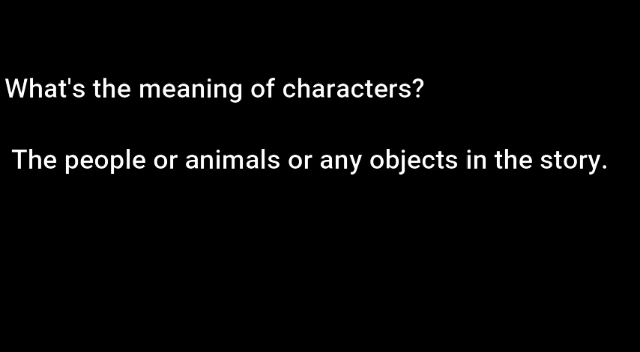 What's the meaning of characters?
The people or animals or any objects in the story.